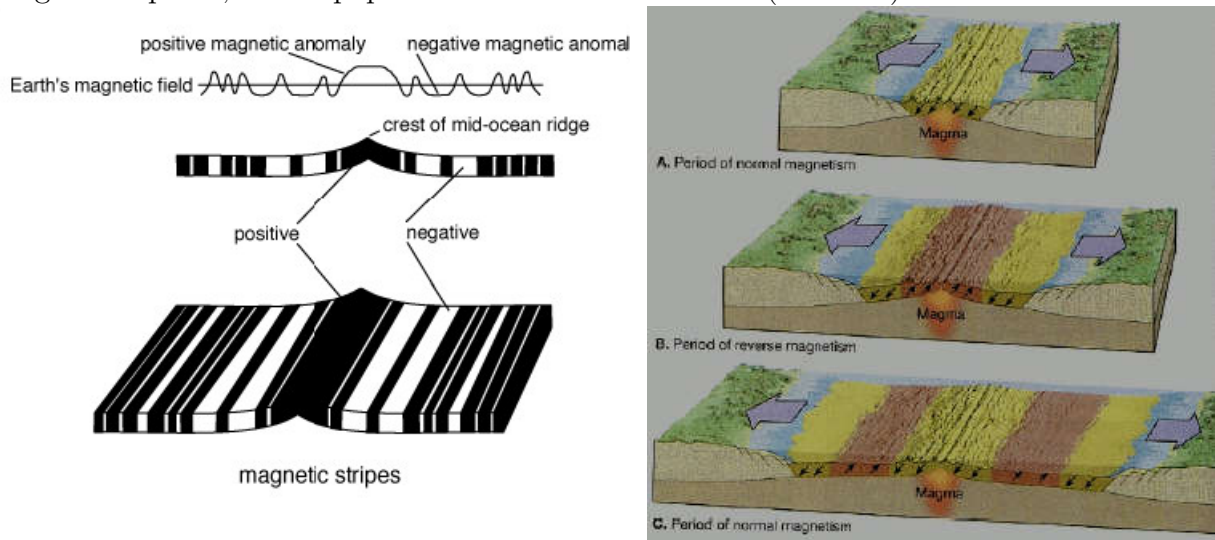 positive magnetic anomaly
negative magnetic anomal
Earth's magnetic field
crest of mid-ocean ridge
positive
negative
magnetic stripes
Magma
A. Period of normal magnetism
Magma
B. Period of reverse magnetism
Magma
C. Period of normal magnetism